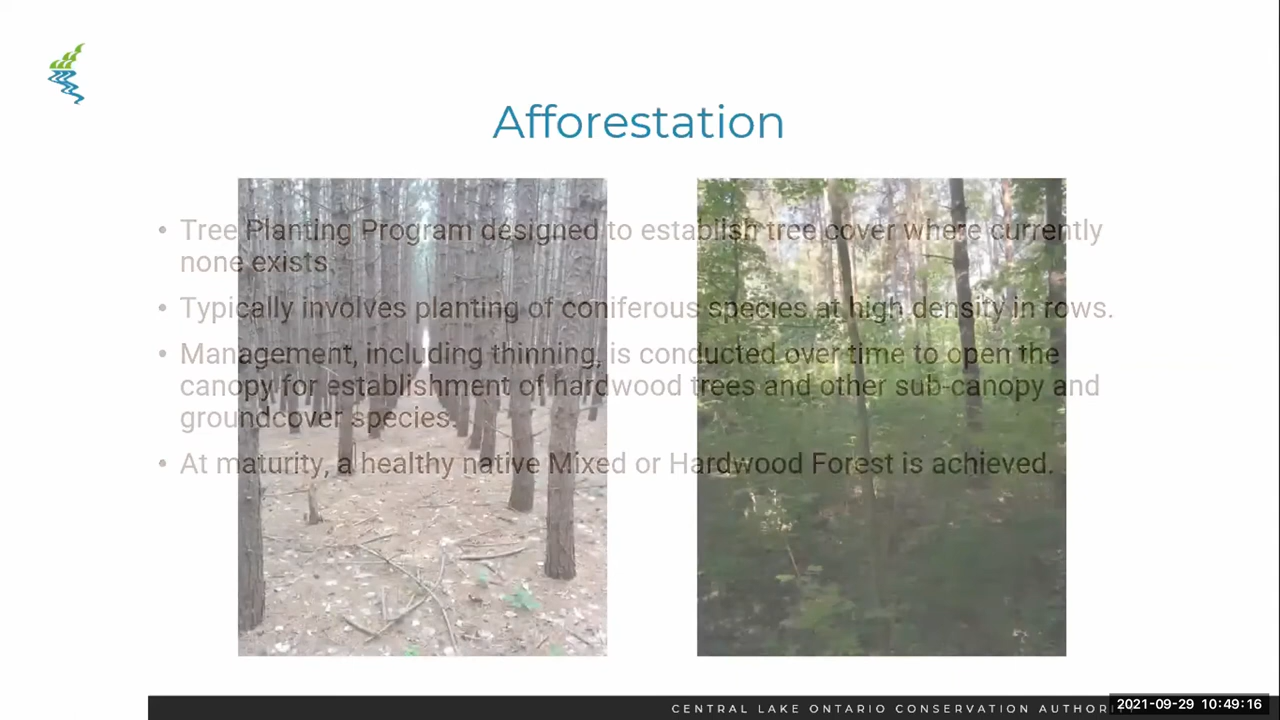 Afforestation
• Tree Planting Program designed to establish tree cover where currently
none exists.
• Typically involves planting of coniferous species at high density in rows.
• Management, including thinning, is conducted over time to open the
canopy for establishment of hardwood trees and other sub-canopy and
groundcover species.
• At maturity, a healthy native Mixed or Hardwood Forest is achieved.
CENTRAL LAKE ONTARIO CONSERVATION
2021-09-29 10:49:16